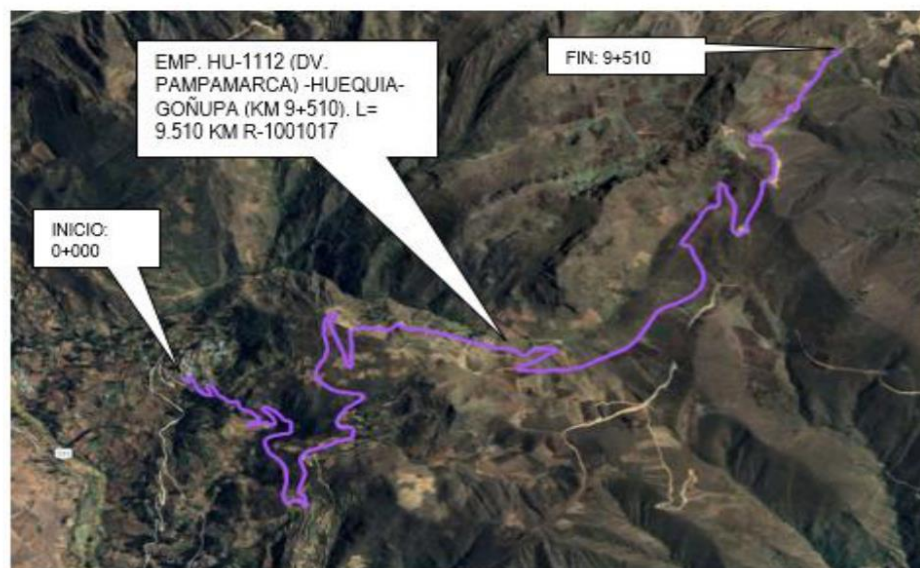 EMP. HU-1112 (DV.
PAMPAMARCA) -HUEQUIA-
GOÑUPA (KM 9+510). L=
9.510 KM R-1001017
FIN: 9+510
INICIO:
0+000